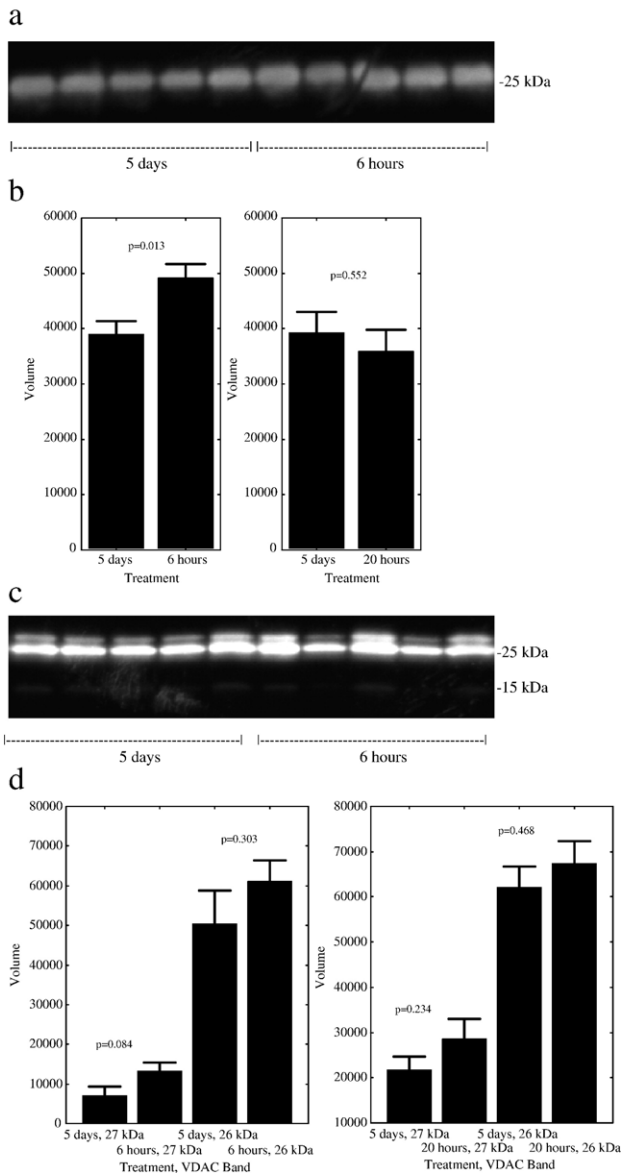 a
-25 kDa
5 days
6 hours
b
60000
50000
40000
30000
20000
10000
0
Volume
p=0.013
5 days
6 hours
Treatment
60000
50000
40000
30000
20000
10000
0
Volume
p=0.552
5 days
20 hours
Treatment
c
-25 kDa
-15 kDa
5 days
6 hours
d
80000
70000
60000
50000
40000
30000
20000
10000
0
Volume
p=0.084
p=0.303
5 days, 27 kDa
6 hours, 27 kDa
5 days, 26 kDa
6 hours, 26 kDa
Treatment, VDAC Band
80000
70000
60000
50000
40000
30000
20000
10000
Volume
p=0.234
p=0.468
5 days, 27 kDa
20 hours, 27 kDa
5 days, 26 kDa
20 hours, 26 kDa
Treatment, VDAC Band